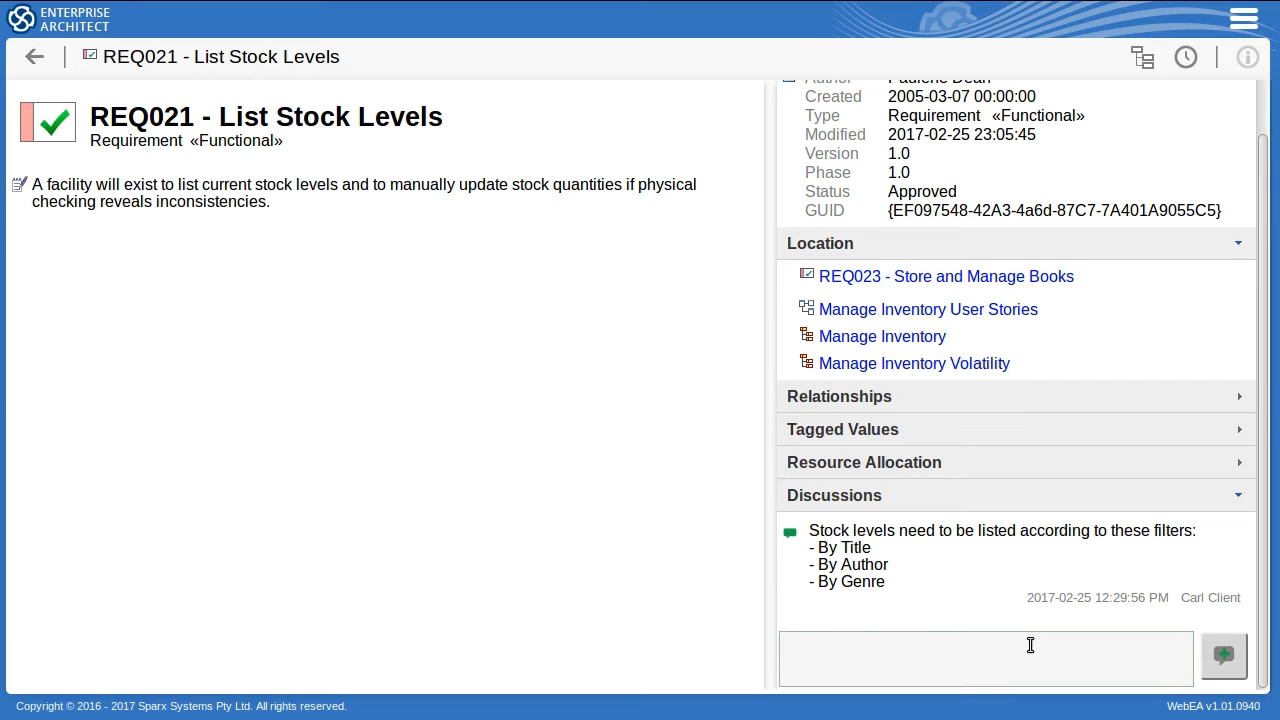 ENTERPRISE
ARCHITECT
REQ021 - List Stock Levels
REQ021 - List Stock Levels
Requirement «Functional»
A facility will exist to list current stock levels and to manually update stock quantities if physical
checking reveals inconsistencies.
Author Paulene Dean
Created 2005-03-07 00:00:00
Type Requirement «Functional»
Modified 2017-02-25 23:05:45
Version 1.0
Phase 1.0
Status Approved
GUID {EF097548-42A3-4a6d-87C7-7A401A9055C5}
Location
REQ023 - Store and Manage Books
Manage Inventory User Stories
Manage Inventory
Manage Inventory Volatility
Relationships
Tagged Values
Resource Allocation
Discussions
Stock levels need to be listed according to these filters:
- By Title
- By Author
- By Genre
2017-02-25 12:29:56 PM Carl Client
Copyright © 2016 - 2017 Sparx Systems Pty Ltd. All rights reserved.
WebEA v1.01.0940